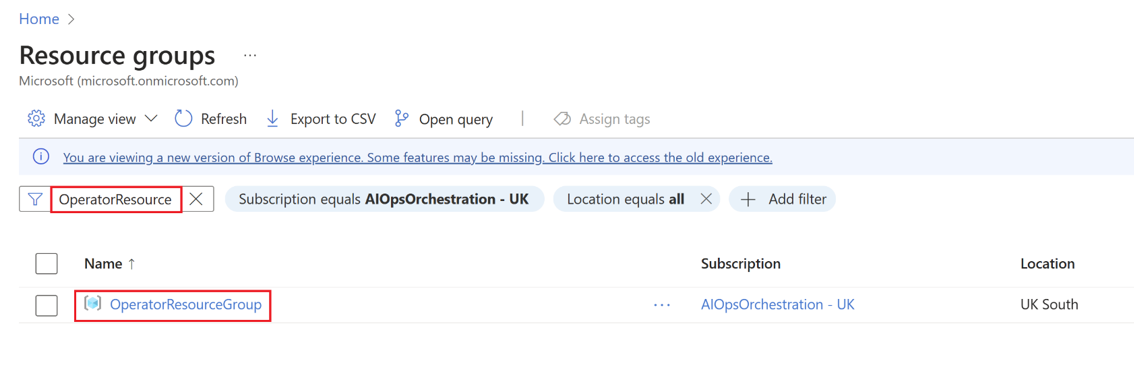 Home >
Resource groups ...
Microsoft (microsoft.onmicrosoft.com)
Manage view Refresh Export to CSV Open query | Assign tags
You are viewing a new version of Browse experience. Some features may be missing. Click here to access the old experience.
OperatorResource Subscription equals AIOpsOrchestration - UK Location equals all Add filter
Name ↑ Subscription Location
OperatorResourceGroup ... AIOpsOrchestration - UK UK South